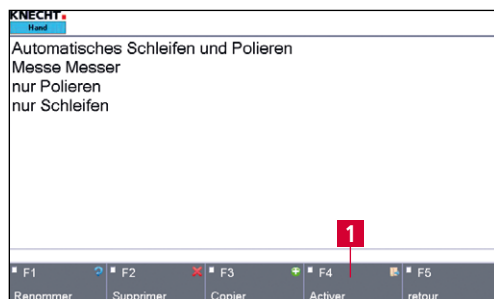 KNECHT
Hand
Automatisches Schleifen und Polieren
Messe Messer
nur Polieren
nur Schleifen
1
F1 F2 F3 F4 F5
Renommer Supprimer Copier Activer retour